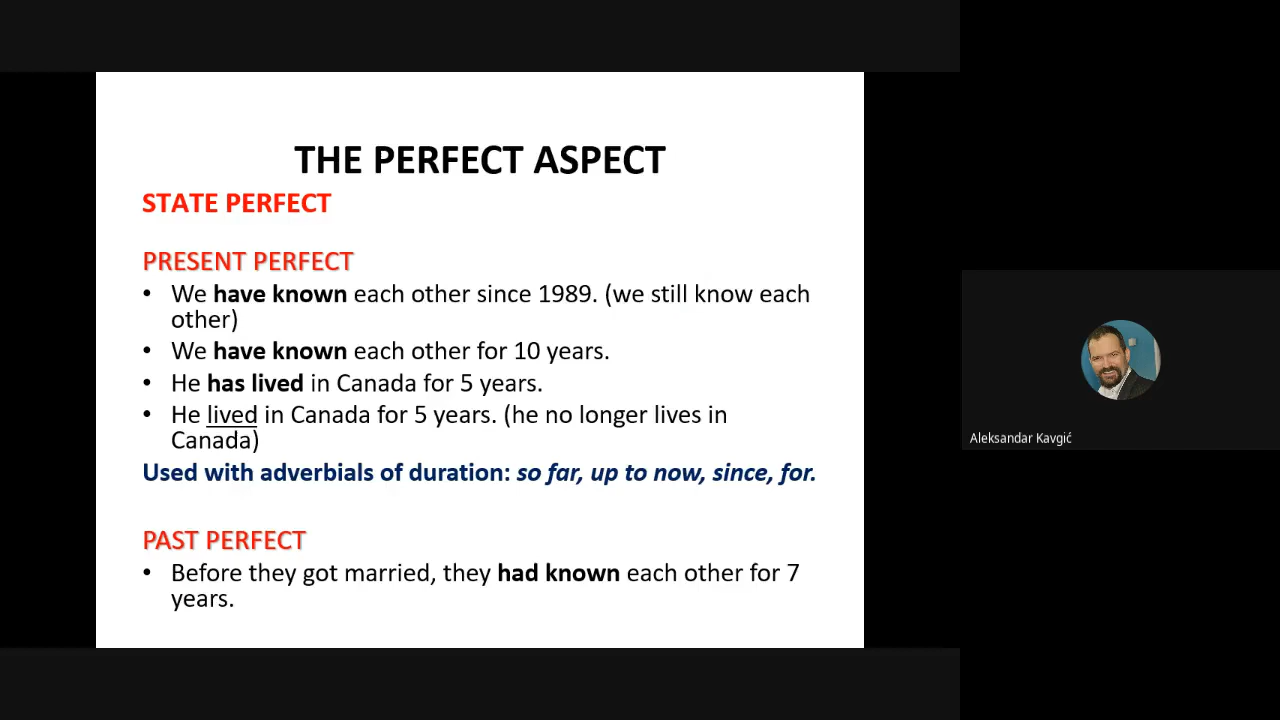 THE PERFECT ASPECT
STATE PERFECT
PRESENT PERFECT
• We have known each other since 1989. (we still know each
other)
• We have known each other for 10 years.
• He has lived in Canada for 5 years.
• He lived in Canada for 5 years. (he no longer lives in
Canada)
Used with adverbials of duration: so far, up to now, since, for.
PAST PERFECT
• Before they got married, they had known each other for 7
years.
Aleksandar Kavgić